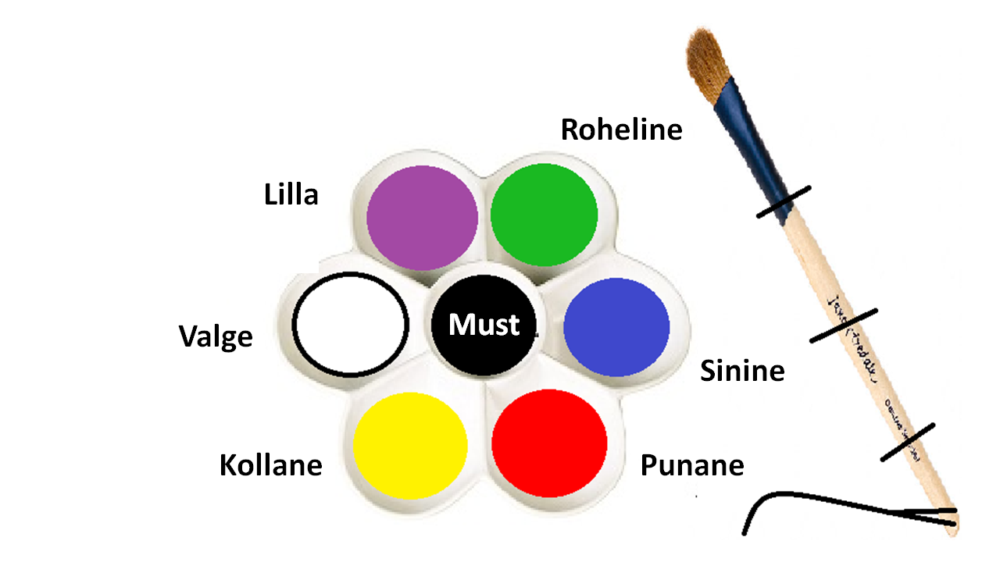 Roheline
Lilla
Must
Valge
Sinine
Kollane
Punane